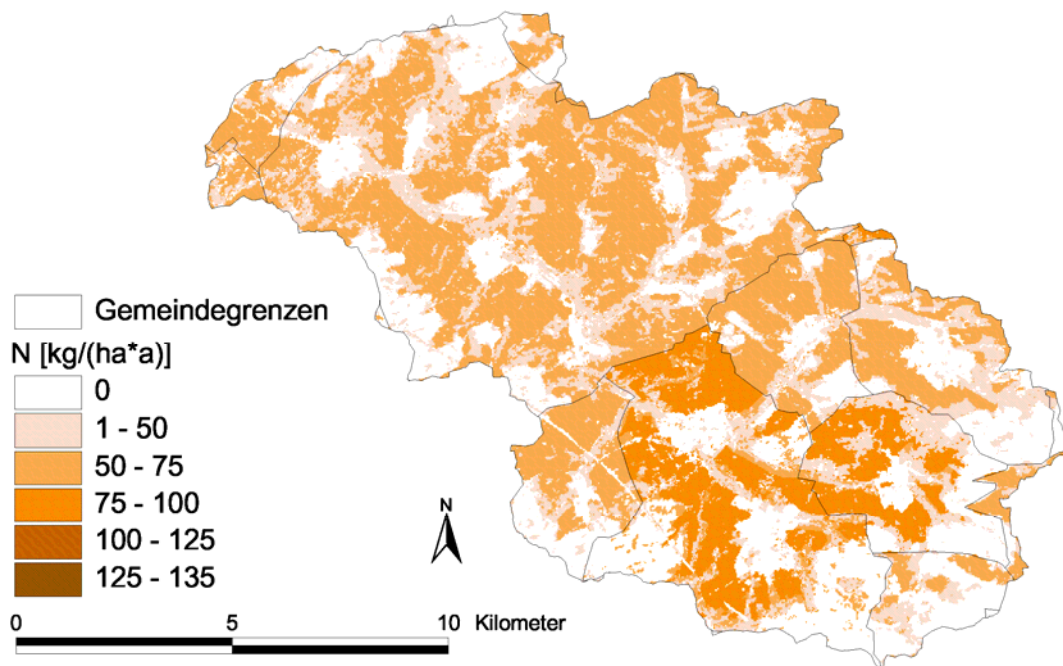 Gemeindegrenzen
N [kg/(ha*a)]
0
1 - 50
50 - 75
75 - 100
100 - 125
125 - 135
N
0 5 10 Kilometer